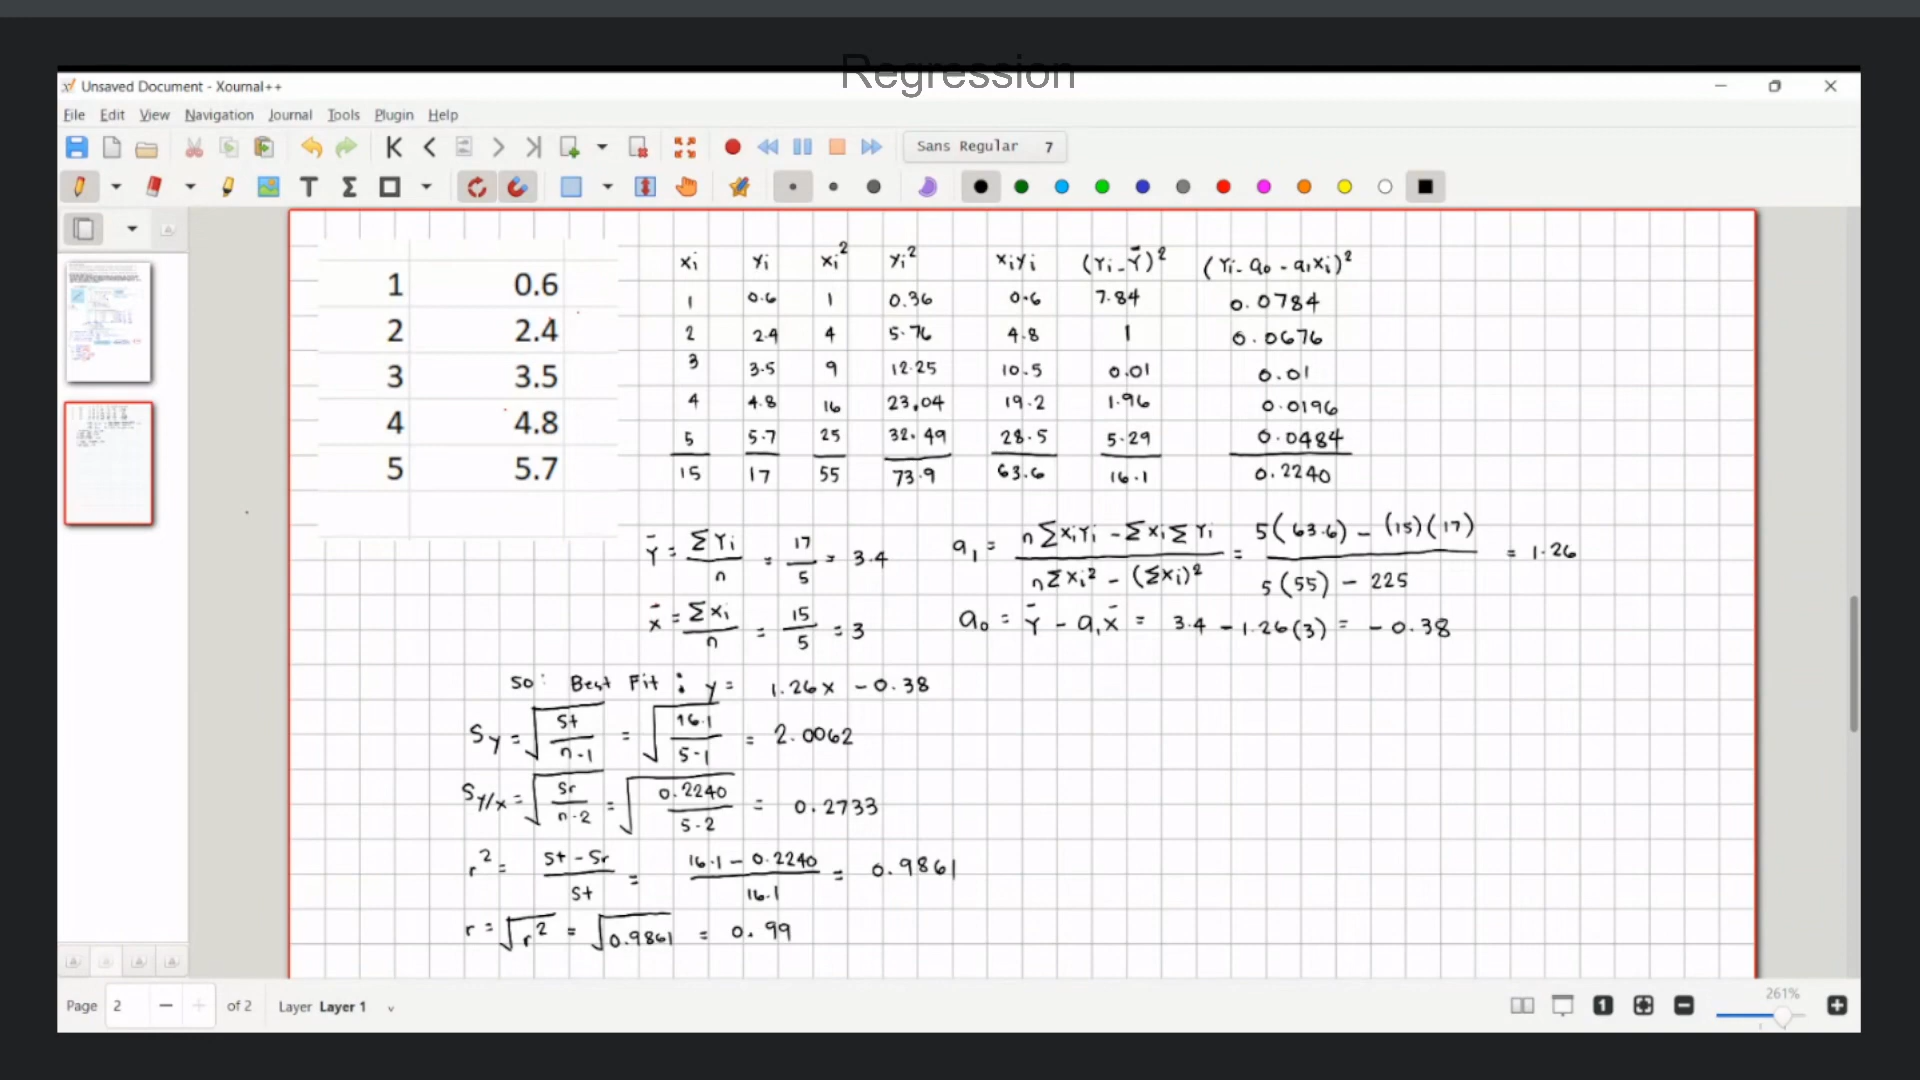 Regression
Unsaved Document - Xournal++
File Edit View Navigation Journal Tools Plugin Help
Sans Regular 7
1 0.6
2 2.4
3 3.5
4 4.8
5 5.7
xi yi xi² yi² xiyi (Yi - Ȳ)² (Yi - a₀ - a₁xi)²
1 0.6 1 0.36 0.6 7.84 0.0784
2 2.4 4 5.76 4.8 1 0.0676
3 3.5 9 12.25 10.5 0.01 0.01
4 4.8 16 23.04 19.2 1.96 0.0196
5 5.7 25 32.49 28.5 5.29 0.0484
15 17 55 73.9 63.6 16.1 0.2240
Ȳ = ΣYi / n = 17 / 5 = 3.4
a₁ = (nΣxiYi - Σxi ΣYi) / (nΣxi² - (Σxi)²) = (5(63.6) - (15)(17)) / (5(55) - 225) = 1.26
x̄ = Σxi / n = 15 / 5 = 3
a₀ = Ȳ - a₁x̄ = 3.4 - 1.26(3) = - 0.38
So: Best Fit : y = 1.26x - 0.38
Sy = √(St / (n-1)) = √(16.1 / (5-1)) = 2.0062
Sy/x = √(Sr / (n-2)) = √(0.2240 / (5-2)) = 0.2733
r² = (St - Sr) / St = (16.1 - 0.2240) / 16.1 = 0.9861
r = √r² = √0.9861 = 0.99
Page 2 of 2 Layer Layer 1
261%